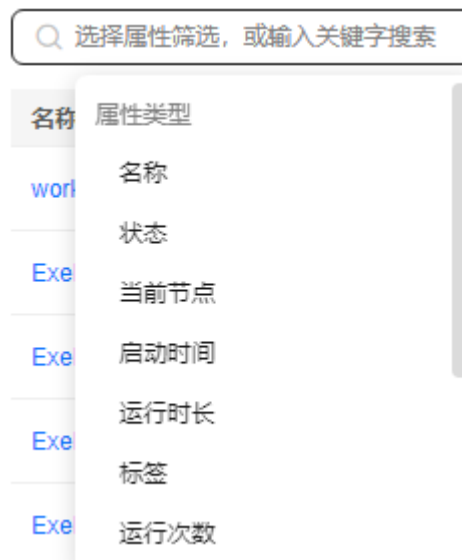 选择属性筛选，或输入关键字搜索
名称
属性类型
名称
work
状态
Exe
当前节点
启动时间
Exe
运行时长
Exe
标签
Exe
运行次数